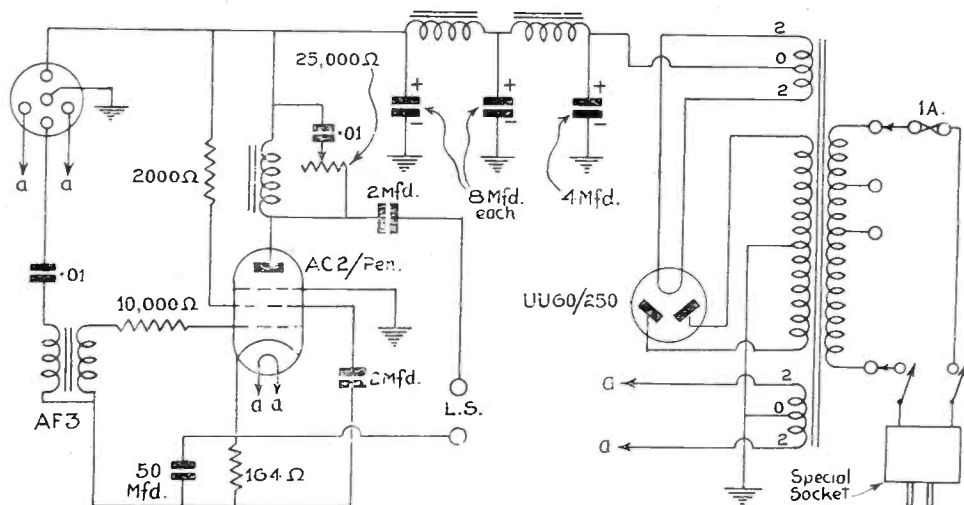 2
0
2
1A.
25,000Ω
+
-
+
-
+
-
·01
2000Ω
a
a
2Mfd.
8Mfd.
each
4Mfd.
·01
AC2/Pen.
UU60/250
10,000Ω
AF3
a a
2Mfd.
L.S.
a
2
0
a
2
50
Mfd.
164Ω
Special
Socket